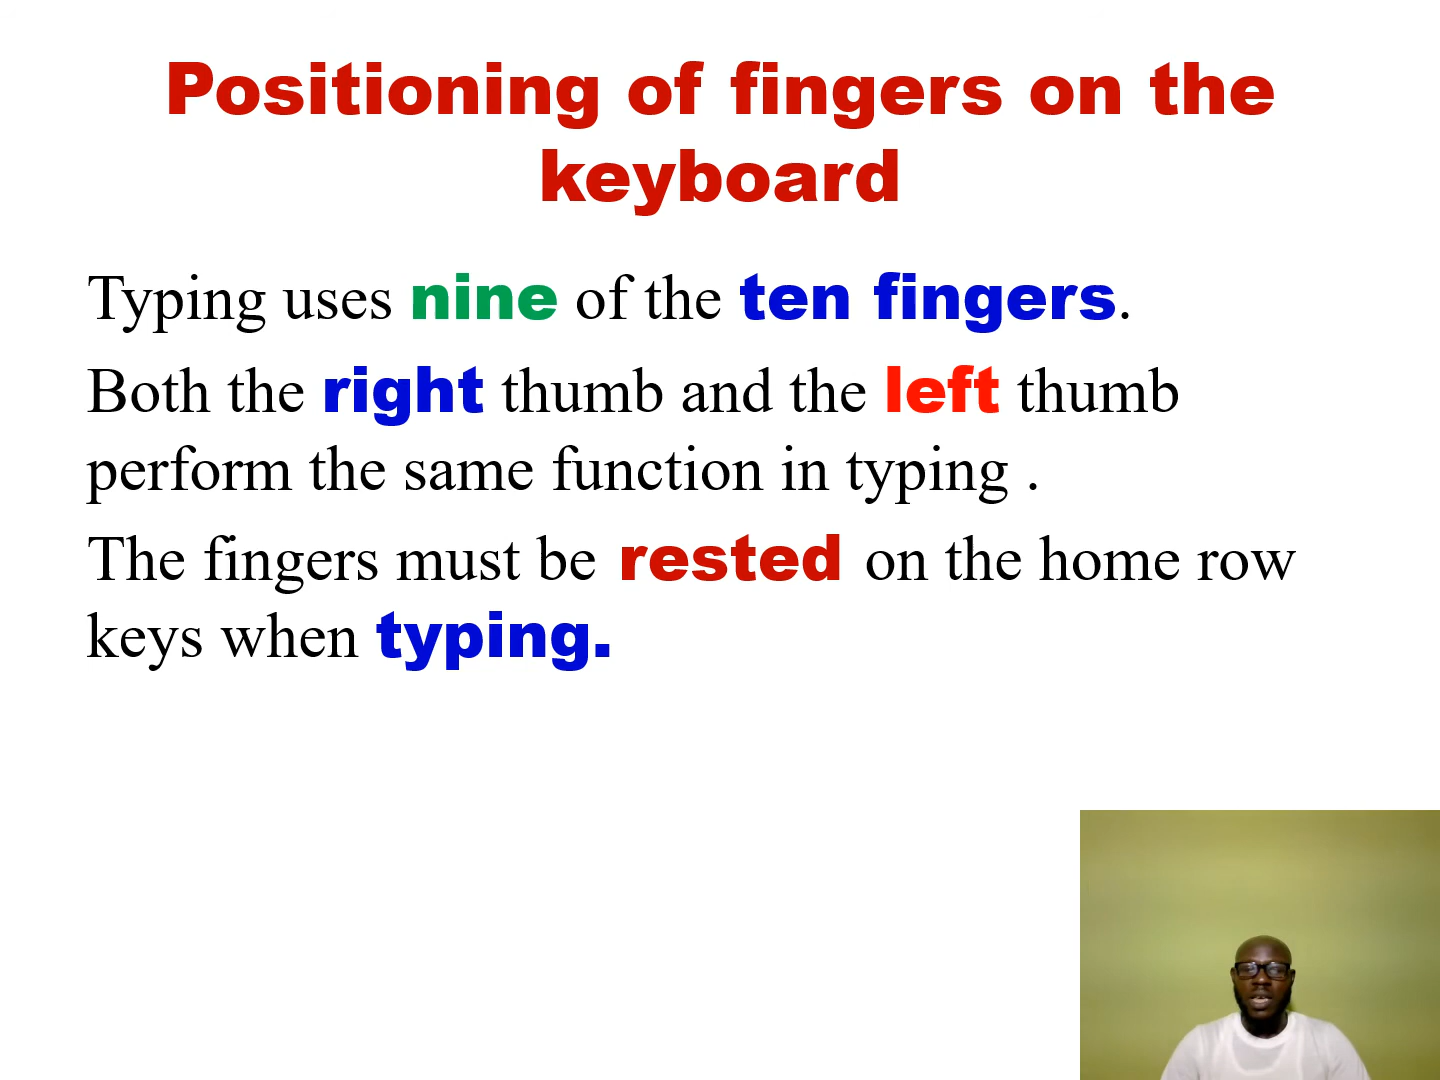 Positioning of fingers on the
keyboard
Typing uses nine of the ten fingers.
Both the right thumb and the left thumb
perform the same function in typing .
The fingers must be rested on the home row
keys when typing.